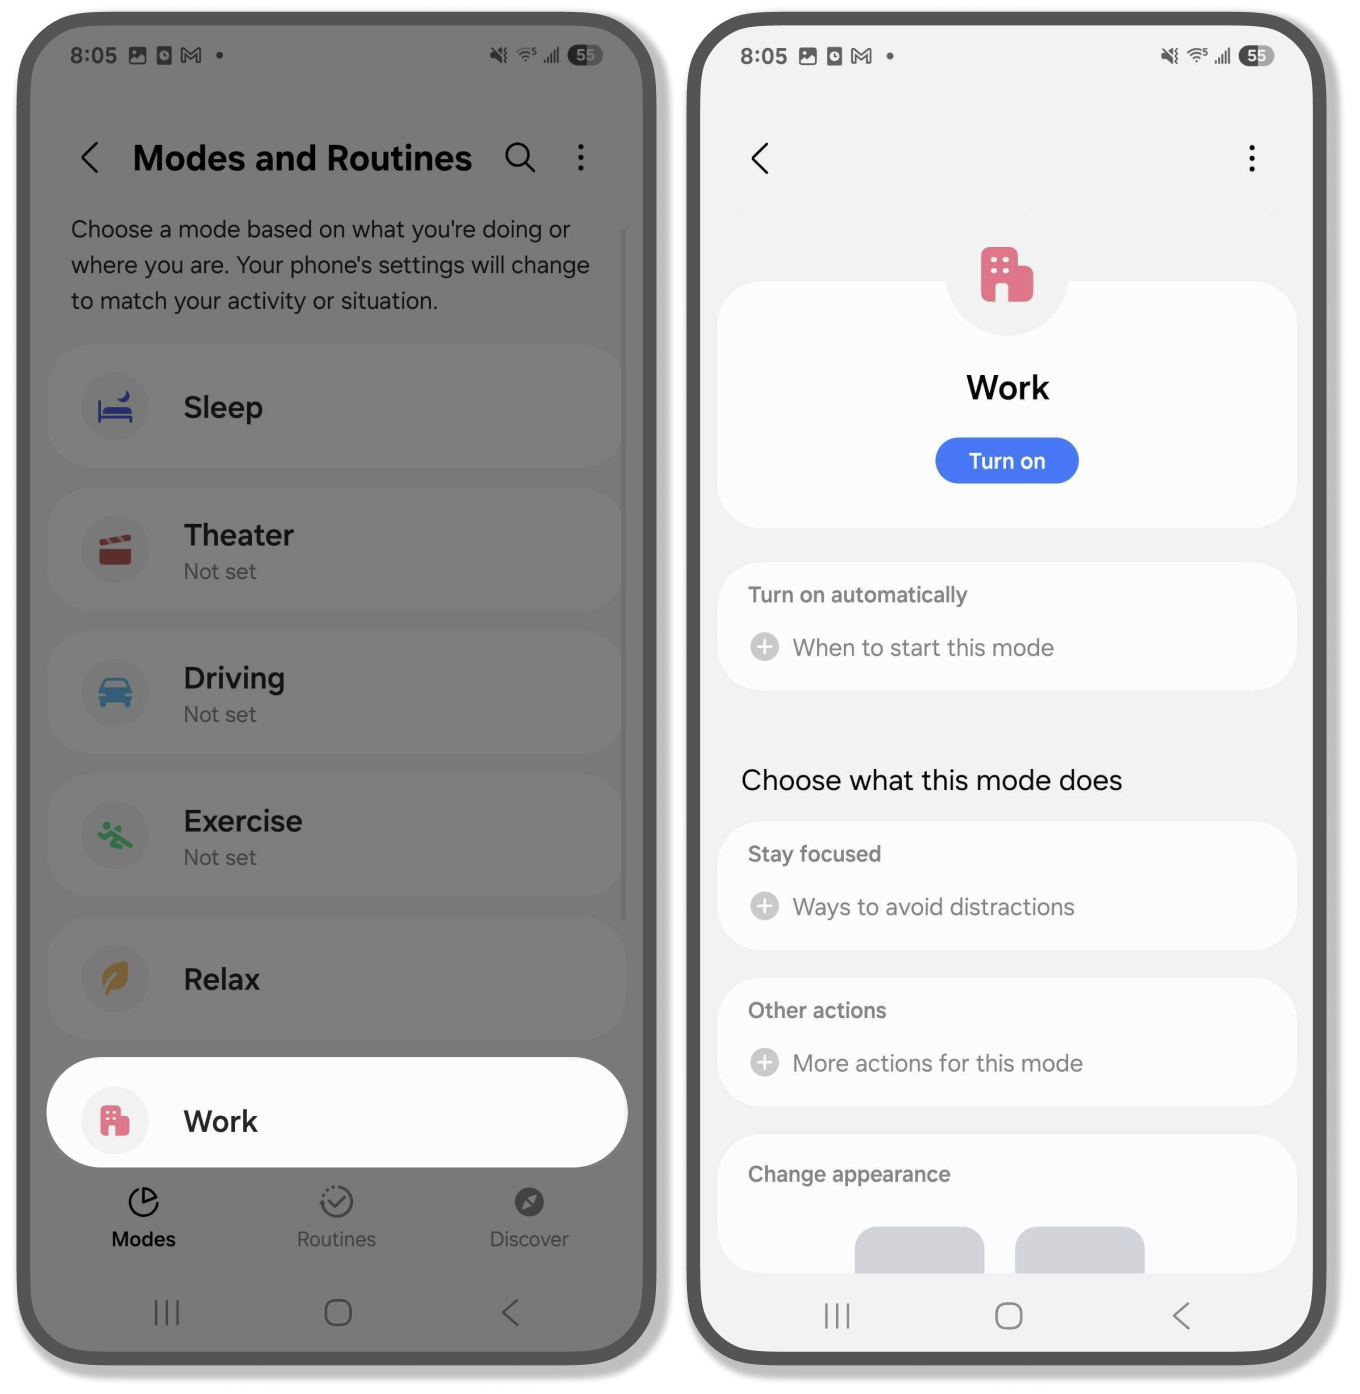 8:05
55
Modes and Routines
Choose a mode based on what you're doing or
where you are. Your phone's settings will change
to match your activity or situation.
Sleep
Theater
Not set
Driving
Not set
Exercise
Not set
Relax
Work
Modes
Routines
Discover
8:05
55
Work
Turn on
Turn on automatically
When to start this mode
Choose what this mode does
Stay focused
Ways to avoid distractions
Other actions
More actions for this mode
Change appearance